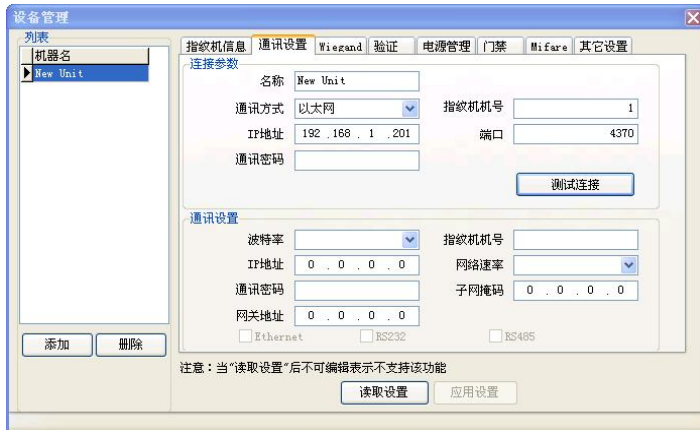 设备管理
列表
机器名
New Unit
指纹机信息 通讯设置 Wiegand 验证 电源管理 门禁 Mifare 其它设置
连接参数
名称 New Unit
通讯方式 以太网 指纹机机号 1
IP地址 192 .168 . 1 .201 端口 4370
通讯密码
测试连接
通讯设置
波特率 指纹机机号
IP地址 0 . 0 . 0 . 0 网络速率
通讯密码 子网掩码 0 . 0 . 0 . 0
网关地址 0 . 0 . 0 . 0
Ethernet RS232 RS485
添加 删除
注意：当"读取设置"后不可编辑表示不支持该功能
读取设置 应用设置